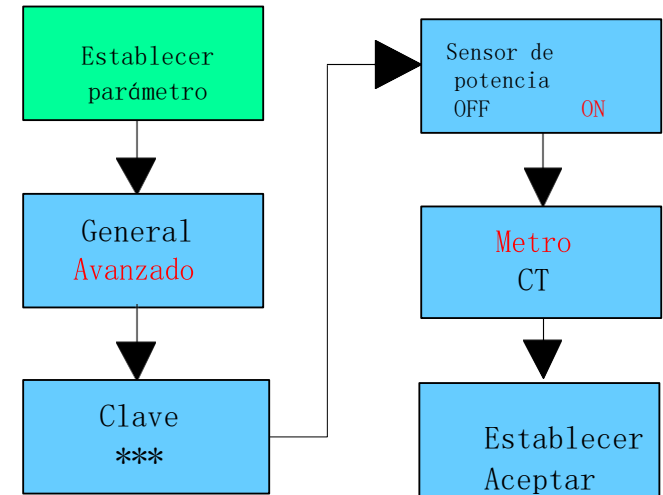 Establecer
parámetro
General
Avanzado
Clave
***
Sensor de
potencia
OFF ON
Metro
CT
Establecer
Aceptar